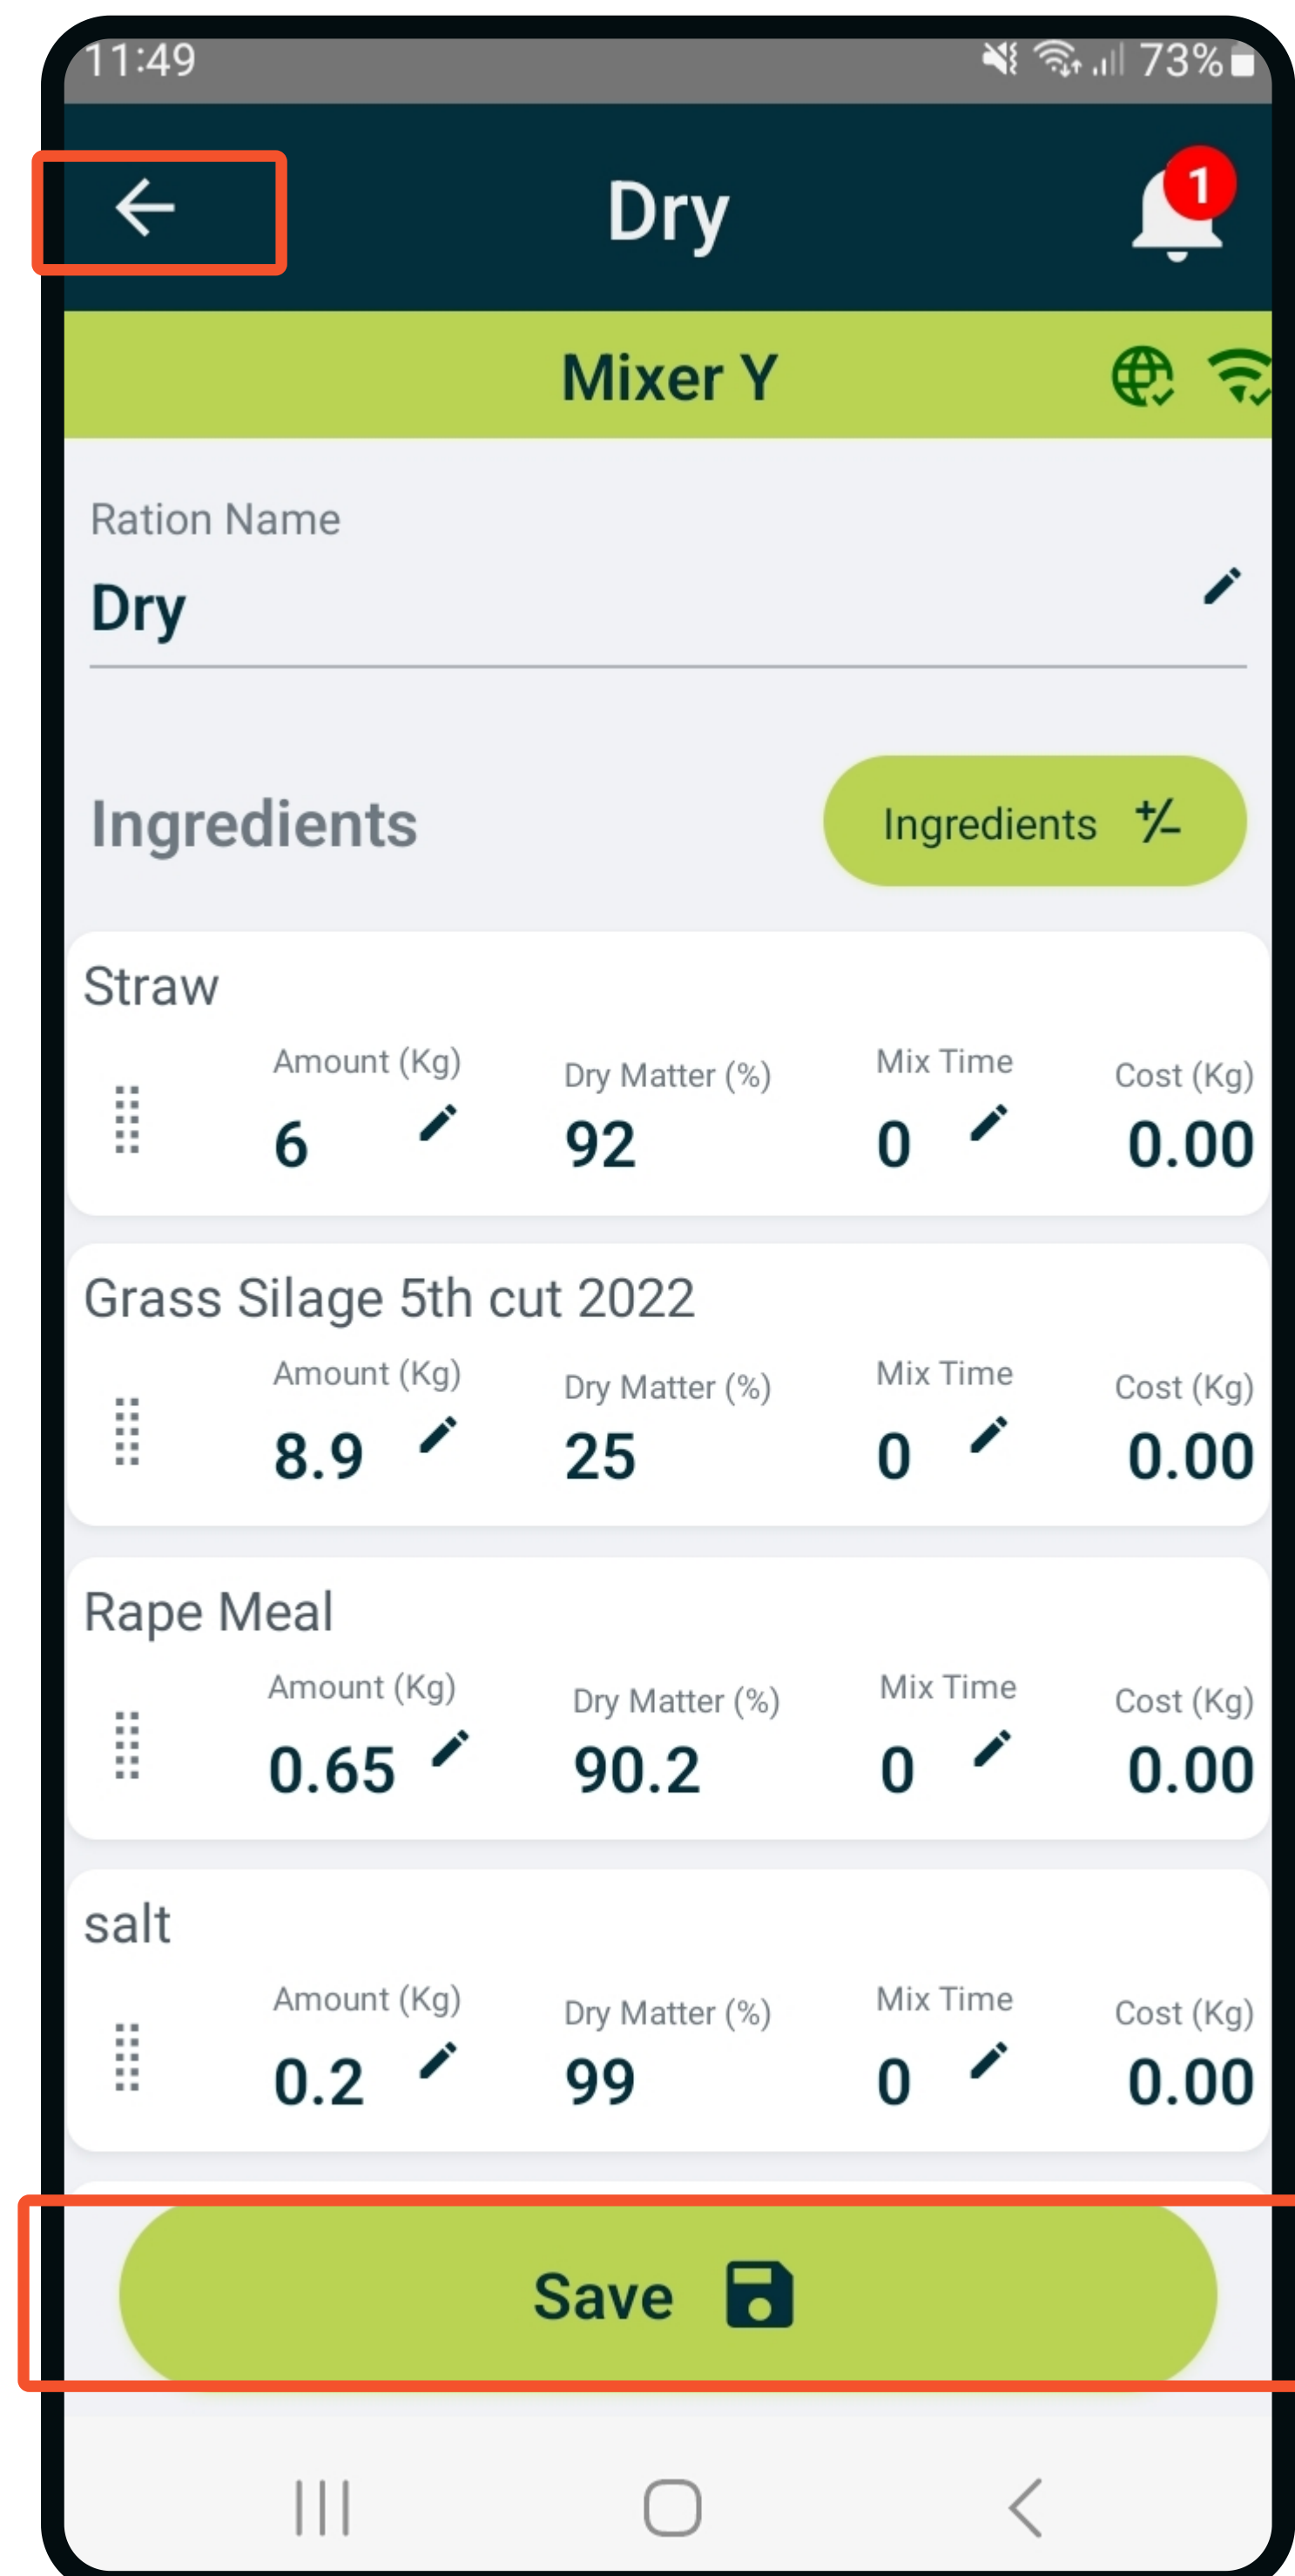 11:49 73%
Dry 1
Mixer Y
Ration Name
Dry
Ingredients Ingredients +/-
Straw
Amount (Kg) Dry Matter (%) Mix Time Cost (Kg)
6 92 0 0.00
Grass Silage 5th cut 2022
Amount (Kg) Dry Matter (%) Mix Time Cost (Kg)
8.9 25 0 0.00
Rape Meal
Amount (Kg) Dry Matter (%) Mix Time Cost (Kg)
0.65 90.2 0 0.00
salt
Amount (Kg) Dry Matter (%) Mix Time Cost (Kg)
0.2 99 0 0.00
Save